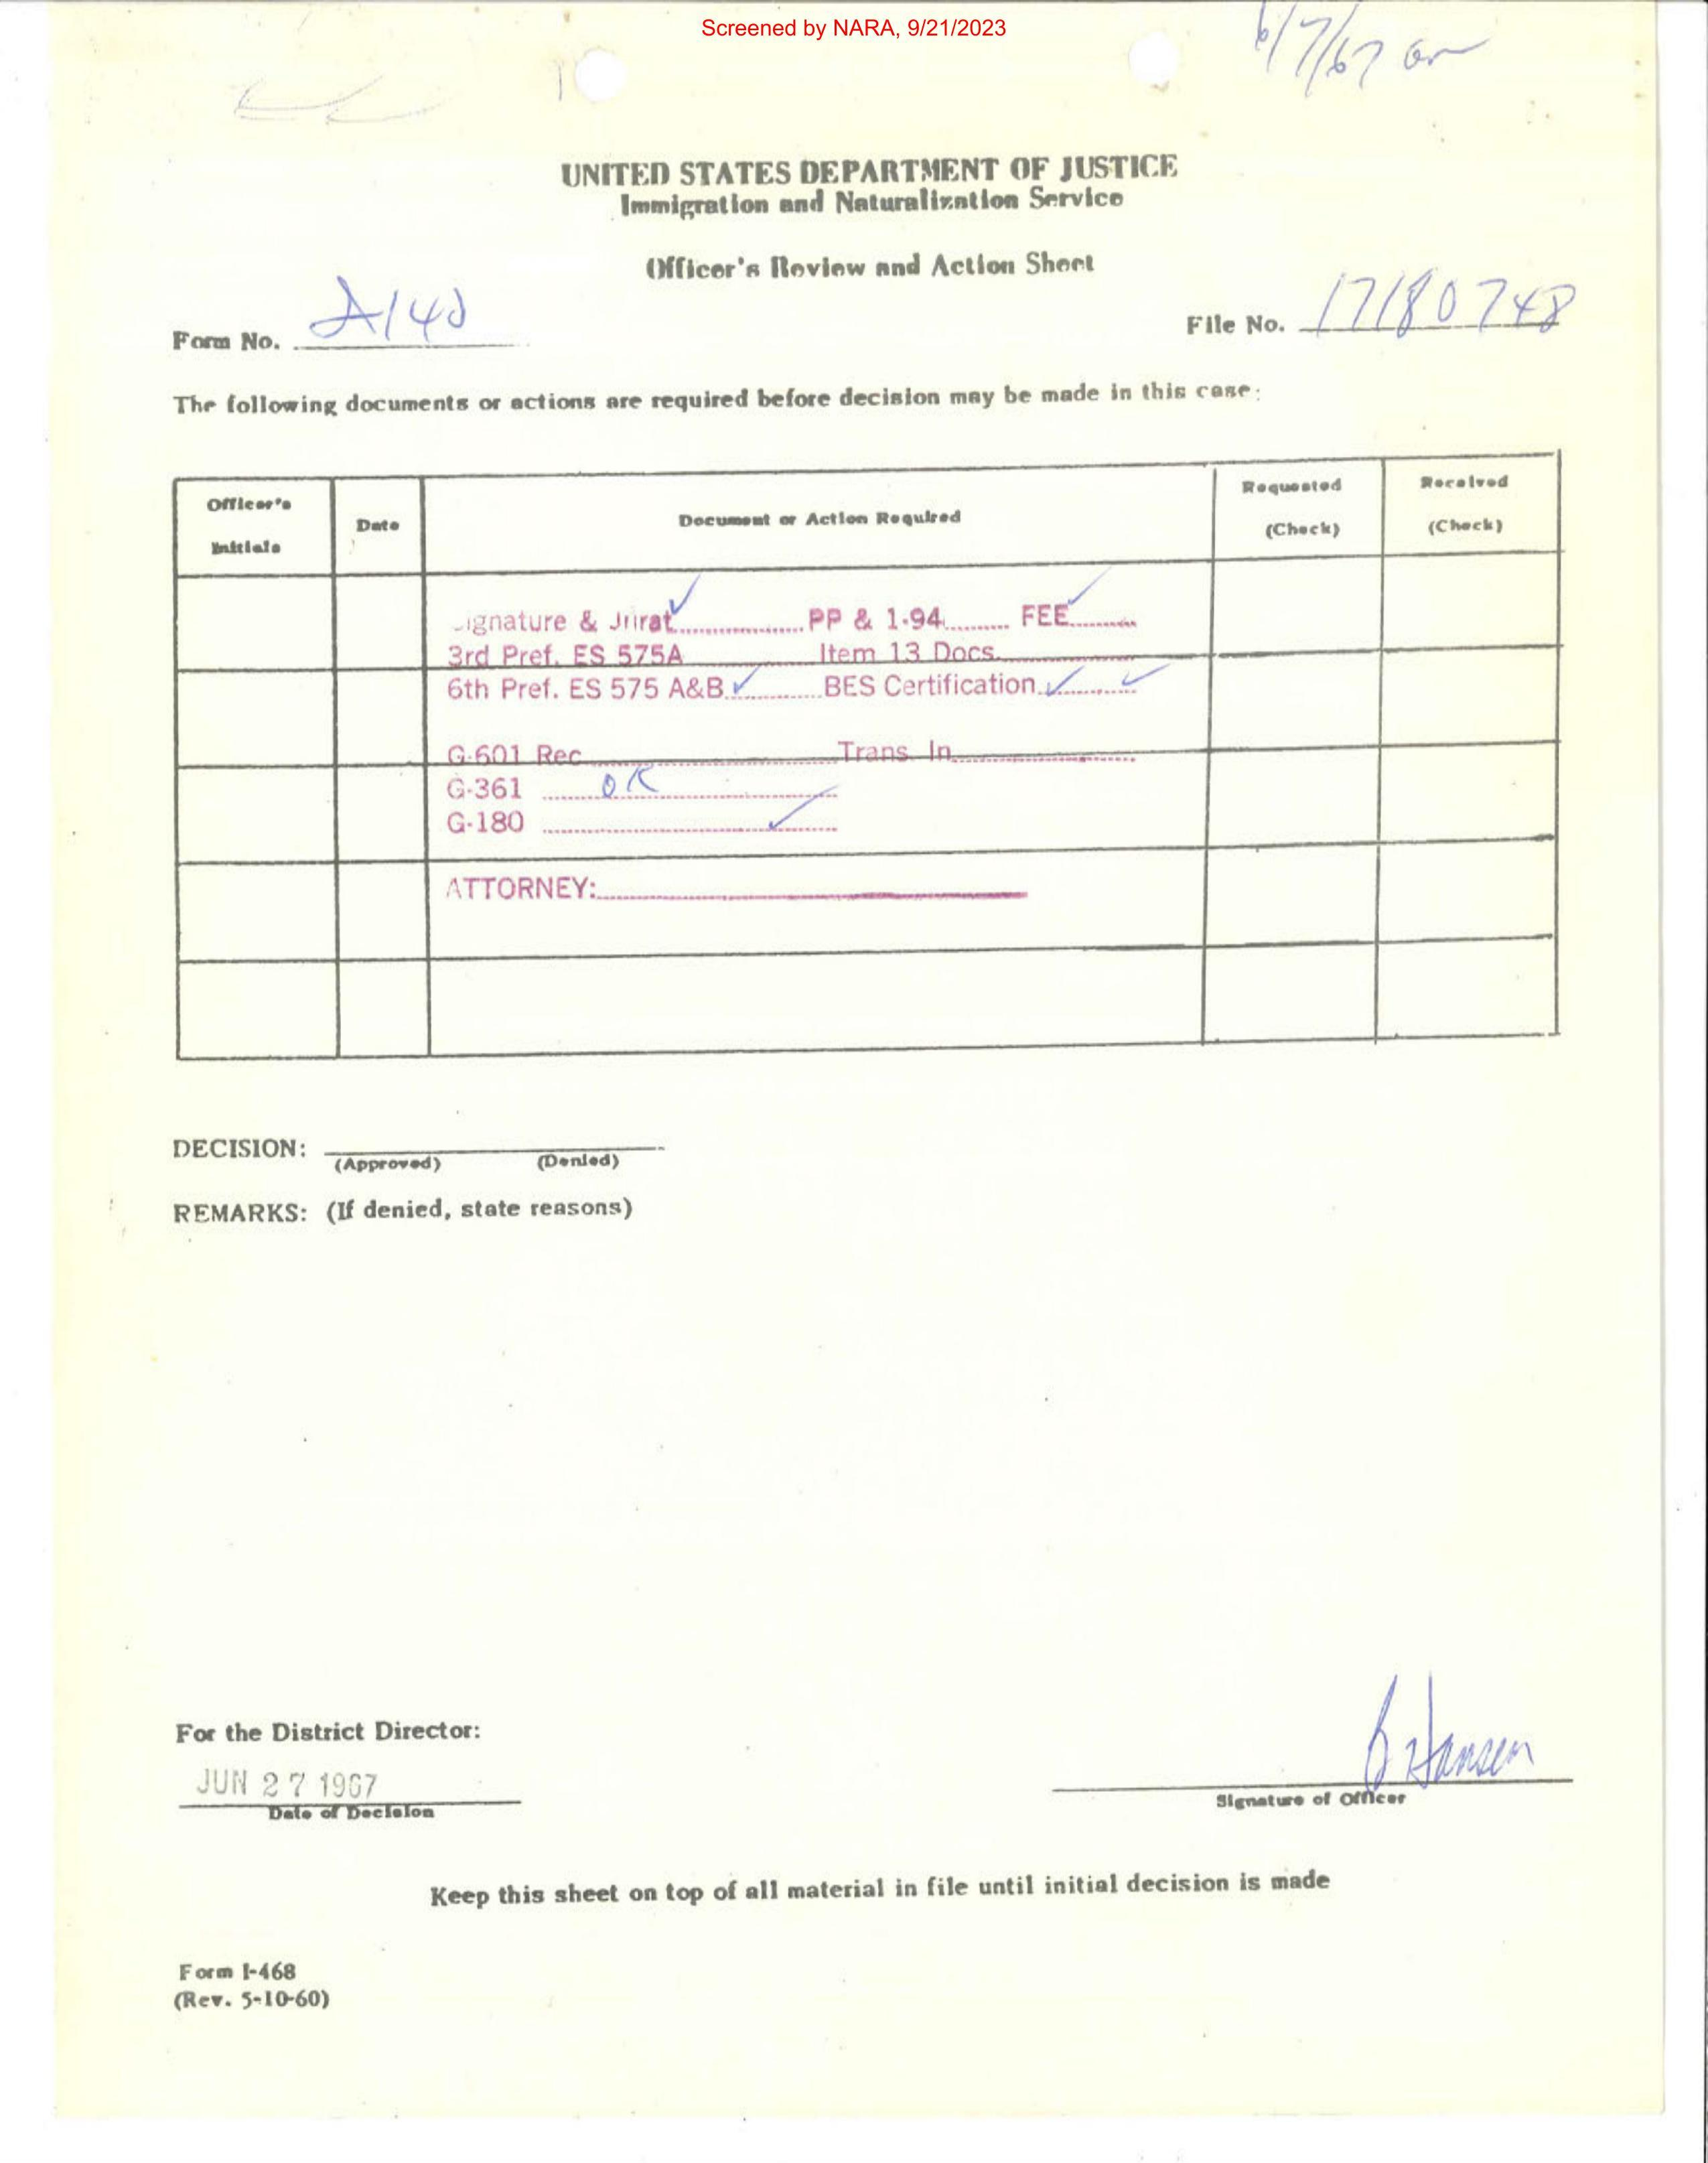 Screened by NARA, 9/21/2023
6/7/67
UNITED STATES DEPARTMENT OF JUSTICE
Immigration and Naturalization Service
Officer's Review and Action Sheet
Form No. A140 File No. 17180748
The following documents or actions are required before decision may be made in this case:
Officer's Initials Date Document or Action Required Requested (Check) Received (Check)
ignature & Jurat ✓ PP & 1-94 FEE ✓
3rd Pref. ES 575A Item 13 Docs.
6th Pref. ES 575 A&B ✓ BES Certification ✓ ✓
G-601 Rec Trans. In
G-361 OK
G-180 ✓
ATTORNEY:
DECISION: (Approved) (Denied)
REMARKS: (If denied, state reasons)
For the District Director:
JUN 27 1967
Date of Decision
B Hansen
Signature of Officer
Keep this sheet on top of all material in file until initial decision is made
Form I-468
(Rev. 5-10-60)